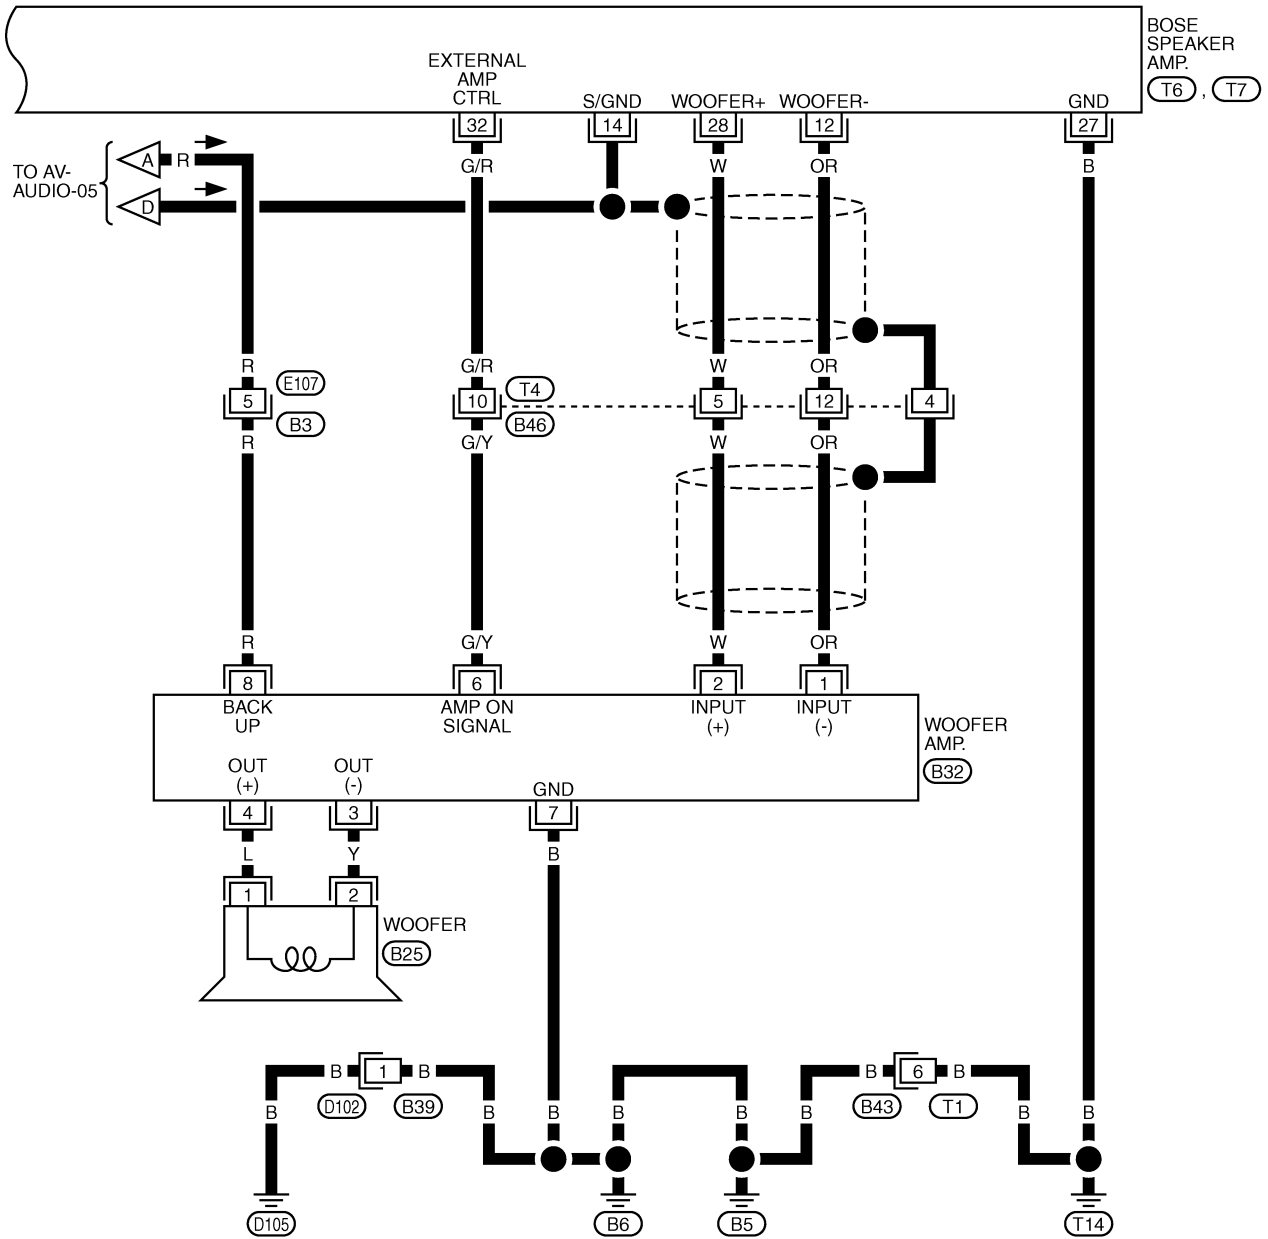 BOSE
SPEAKER
AMP.
T6 , T7
EXTERNAL
AMP
CTRL
S/GND
WOOFER+
WOOFER-
GND
32
14
28
12
27
TO AV-
AUDIO-05
A
R
G/R
W
OR
B
D
R
G/R
W
OR
E107
T4
5
10
5
12
4
B3
B46
R
G/Y
W
OR
R
G/Y
W
OR
8
6
2
1
BACK
UP
AMP ON
SIGNAL
INPUT
(+)
INPUT
(-)
WOOFER
AMP.
B32
OUT
(+)
OUT
(-)
GND
4
3
7
L
Y
B
1
2
WOOFER
B25
B
1
B
B
6
B
D102
B39
B43
T1
B
B
B
B
B
B
B
B
D105
B6
B5
T14